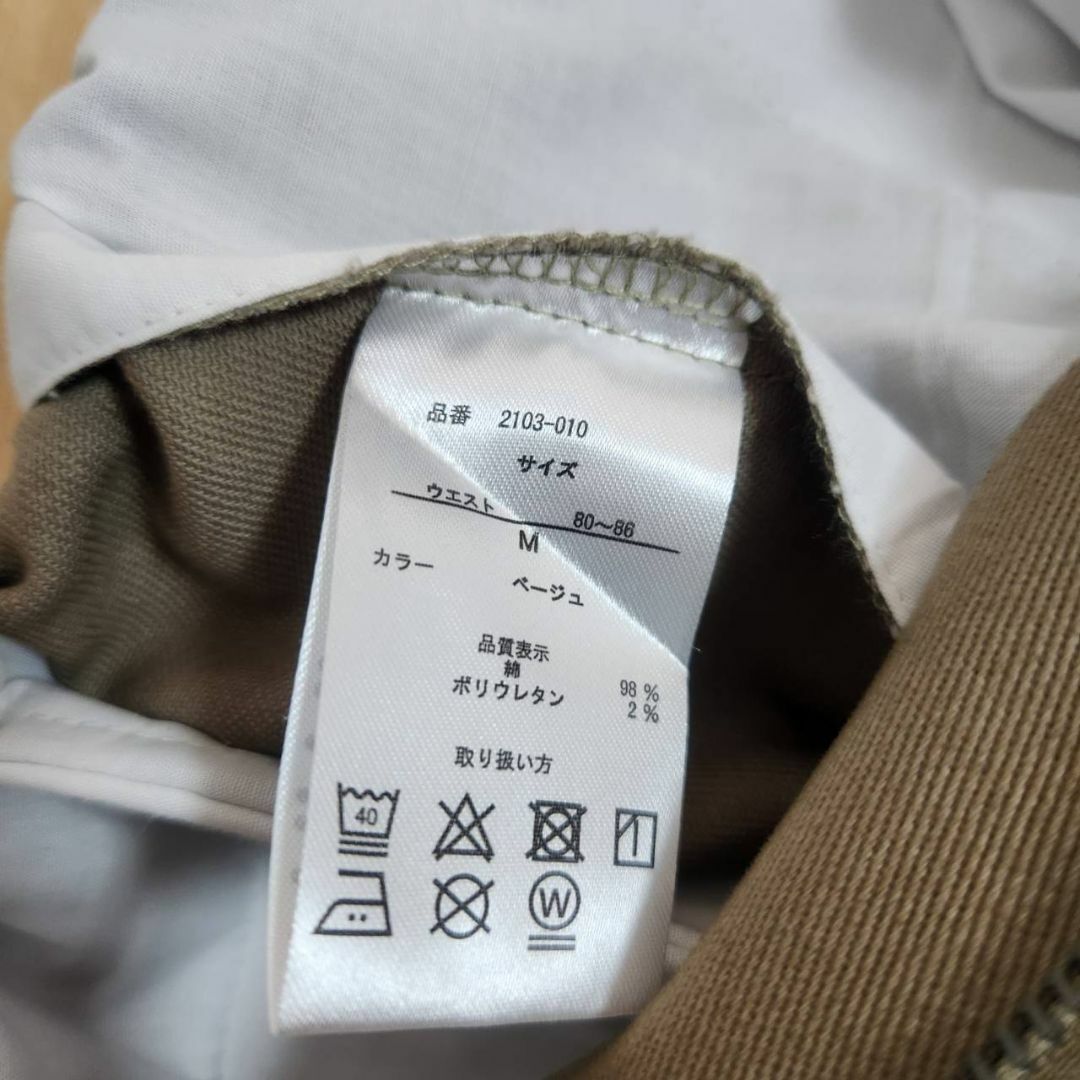 品番 2103-010
サイズ
ウエスト 80～86
M
カラー ベージュ
品質表示
綿 98 %
ポリウレタン 2 %
取り扱い方
40
W